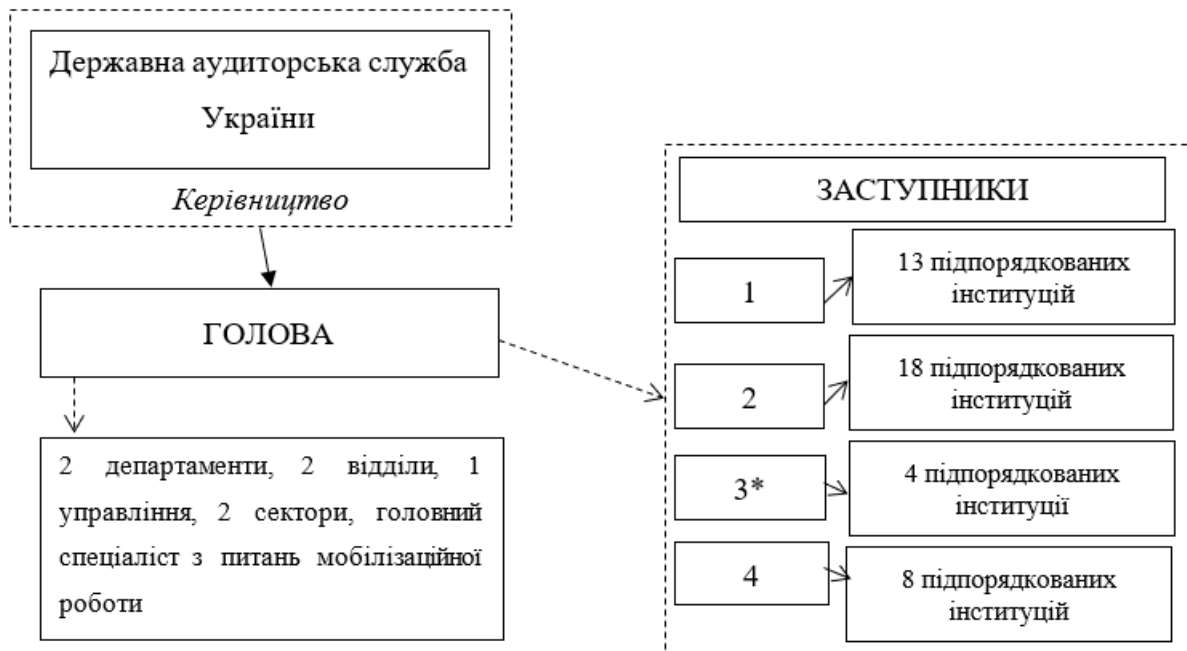 Державна аудиторська служба
України
Керівництво
ГОЛОВА
2 департаменти, 2 відділи, 1
управління, 2 сектори, головний
спеціаліст з питань мобілізаційної
роботи
ЗАСТУПНИКИ
1
13 підпорядкованих
інституцій
2
18 підпорядкованих
інституцій
3*
4 підпорядкованих
інституції
4
8 підпорядкованих
інституцій